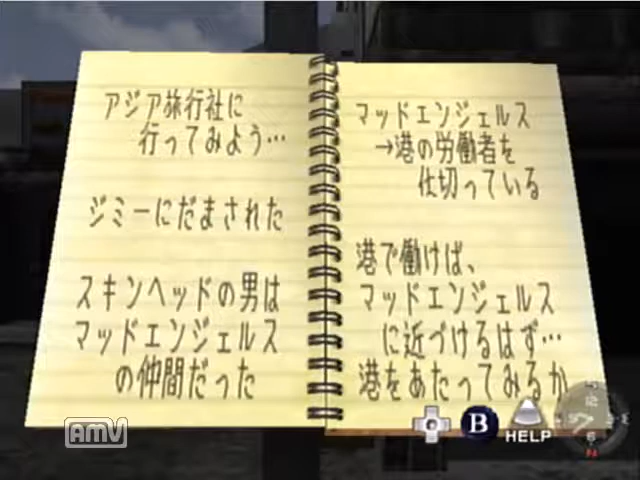 アジア旅行社に
行ってみよう…
ジミーにだまされた
スキンヘッドの男は
マッドエンジェルス
の仲間だった
マッドエンジェルス
→港の労働者を
仕切っている
港で働けば、
マッドエンジェルス
に近づけるはず…
港をあたってみるか
B
HELP
AMV